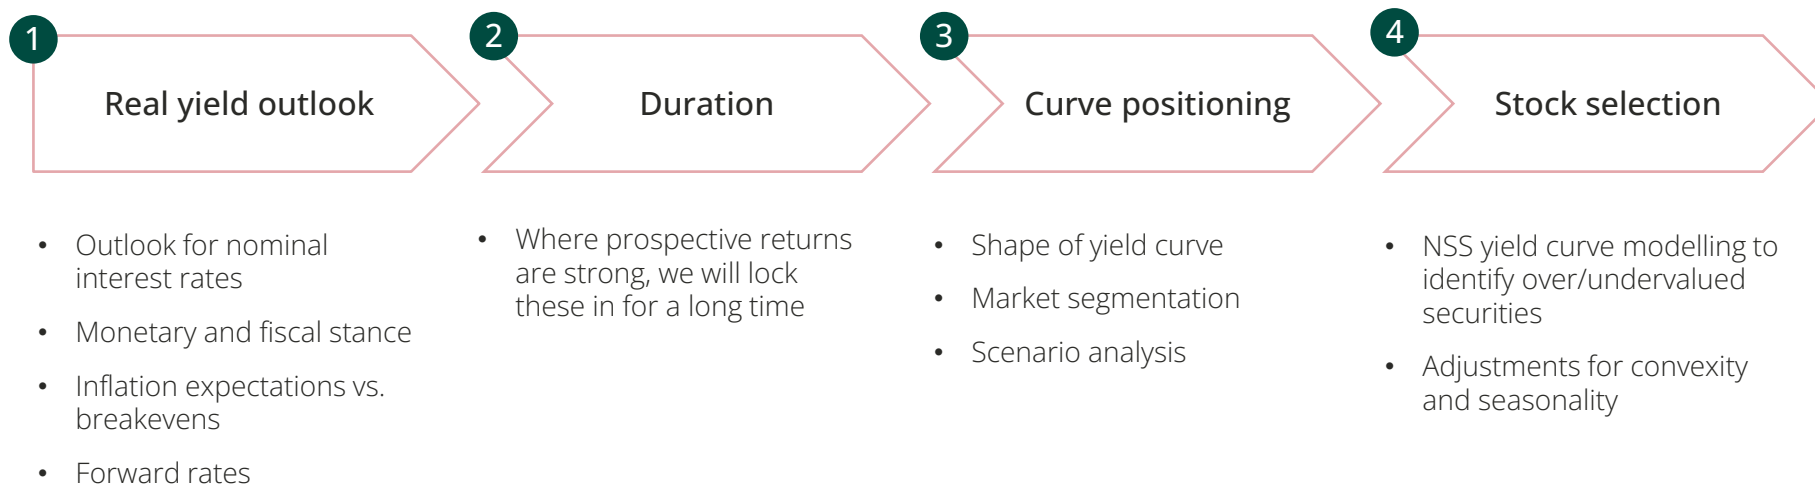 1
Real yield outlook
• Outlook for nominal
interest rates
• Monetary and fiscal stance
• Inflation expectations vs.
breakevens
• Forward rates
2
Duration
• Where prospective returns
are strong, we will lock
these in for a long time
3
Curve positioning
• Shape of yield curve
• Market segmentation
• Scenario analysis
4
Stock selection
• NSS yield curve modelling to
identify over/undervalued
securities
• Adjustments for convexity
and seasonality